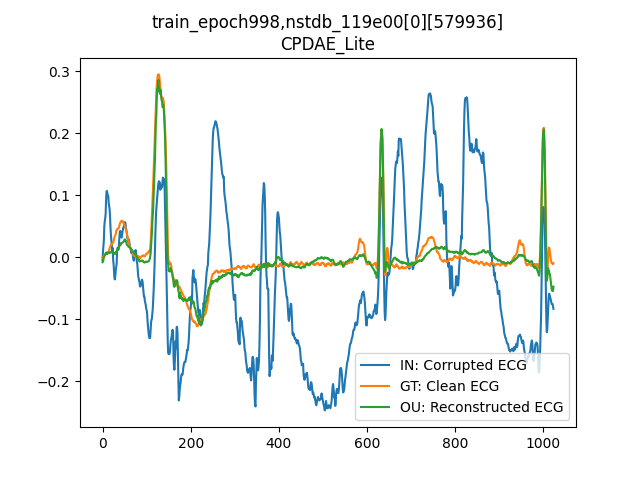 train_epoch998,nstdb_119e00[0][579936]
CPDAE_Lite
0.3
0.2
0.1
0.0
−0.1
−0.2
0 200 400 600 800 1000
IN: Corrupted ECG
GT: Clean ECG
OU: Reconstructed ECG